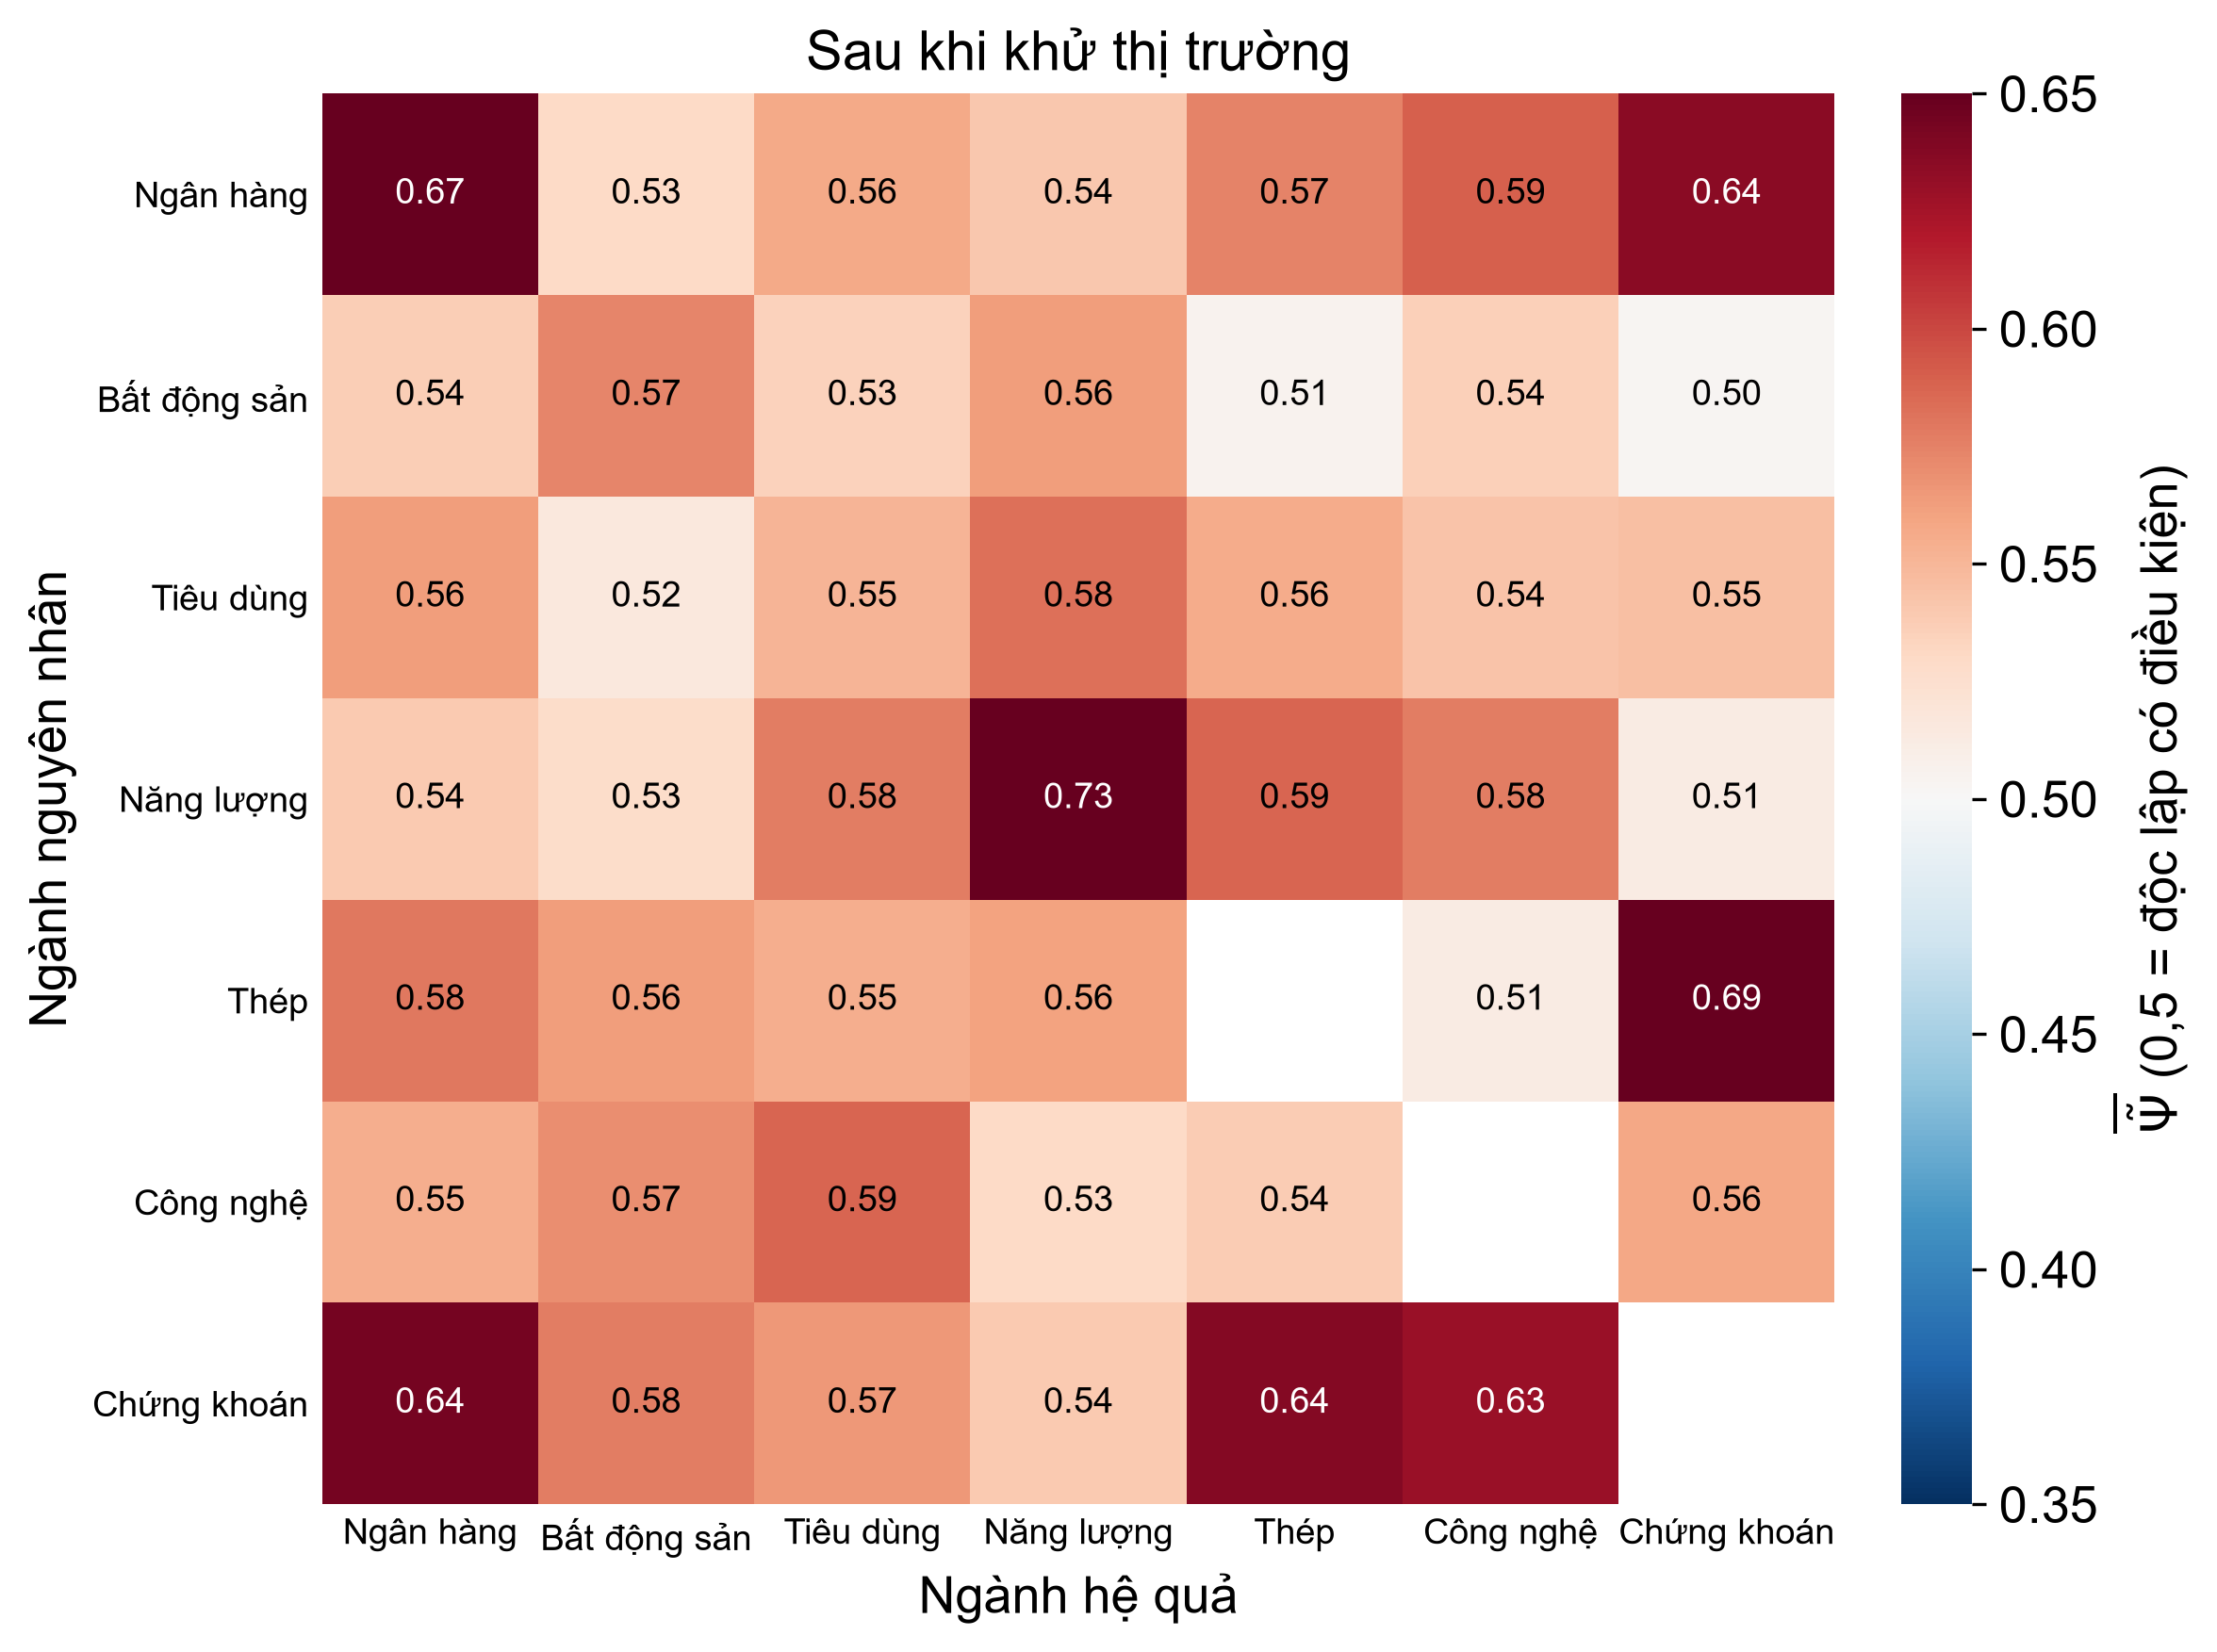 Sau khi khử thị trường
Ngành nguyên nhân
Ngân hàng 0.67 0.53 0.56 0.54 0.57 0.59 0.64
Bất động sản 0.54 0.57 0.53 0.56 0.51 0.54 0.50
Tiêu dùng 0.56 0.52 0.55 0.58 0.56 0.54 0.55
Năng lượng 0.54 0.53 0.58 0.73 0.59 0.58 0.51
Thép 0.58 0.56 0.55 0.56 0.51 0.69
Công nghệ 0.55 0.57 0.59 0.53 0.54 0.56
Chứng khoán 0.64 0.58 0.57 0.54 0.64 0.63
Ngân hàng Bất động sản Tiêu dùng Năng lượng Thép Công nghệ Chứng khoán
Ngành hệ quả
0.65
0.60
0.55
0.50
0.45
0.40
0.35
Ψ̃̅ (0,5 = độc lập có điều kiện)